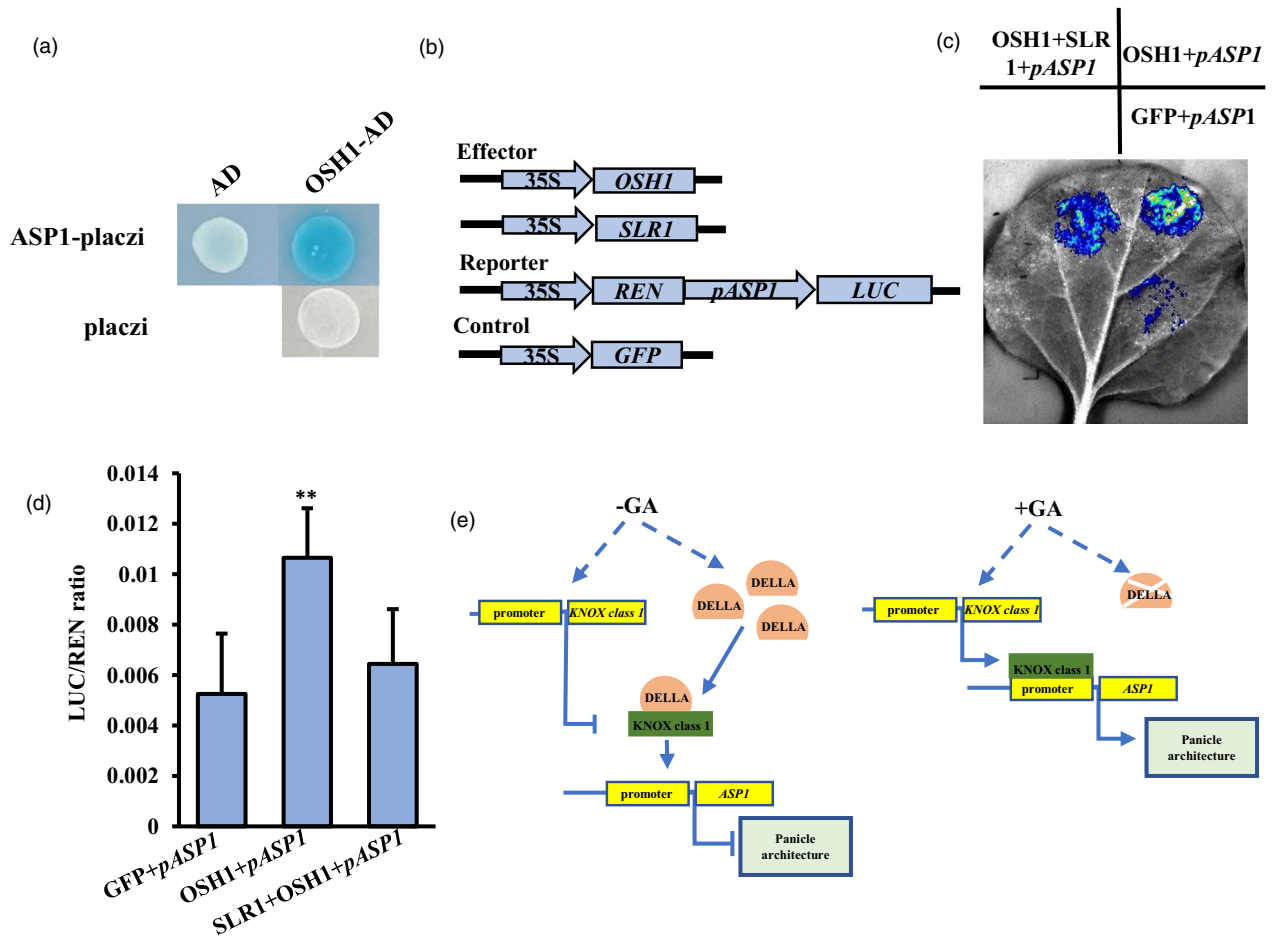 (a)
AD
OSH1-AD
ASP1-placzi
placzi
(b)
Effector
35S
OSH1
35S
SLR1
Reporter
35S
REN
pASP1
LUC
Control
35S
GFP
(c)
OSH1+SLR
1+pASP1
OSH1+pASP1
GFP+pASP1
(d)
LUC/REN ratio
0.014
0.012
0.01
0.008
0.006
0.004
0.002
0
**
GFP+pASP1
OSH1+pASP1
SLR1+OSH1+pASP1
(e)
-GA
promoter
KNOX class 1
DELLA
DELLA
DELLA
DELLA
KNOX class 1
promoter
ASP1
Panicle
architecture
+GA
promoter
KNOX class 1
DELLA
KNOX class 1
promoter
ASP1
Panicle
architecture